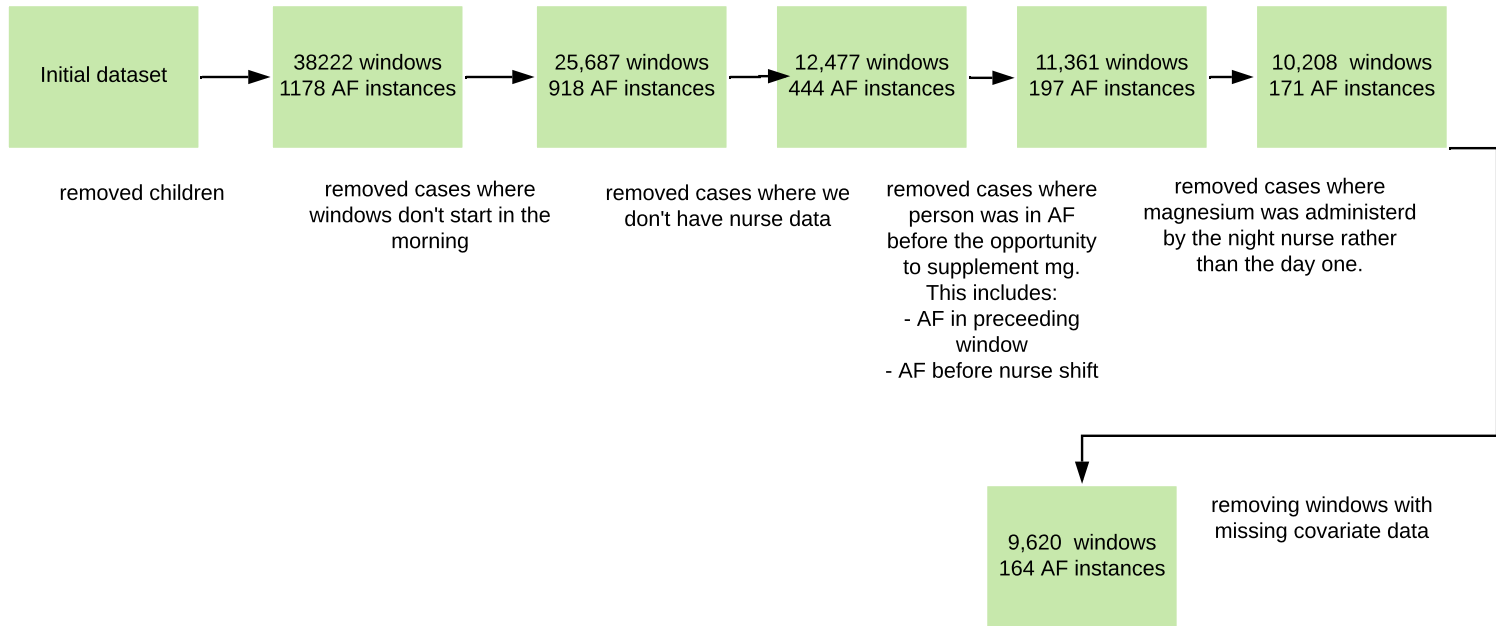 Initial dataset
38222 windows
1178 AF instances
25,687 windows
918 AF instances
12,477 windows
444 AF instances
11,361 windows
197 AF instances
10,208 windows
171 AF instances
removed children
removed cases where
windows don't start in the
morning
removed cases where we
don't have nurse data
removed cases where
person was in AF
before the opportunity
to supplement mg.
This includes:
- AF in preceeding
window
- AF before nurse shift
removed cases where
magnesium was administerd
by the night nurse rather
than the day one.
9,620 windows
164 AF instances
removing windows with
missing covariate data